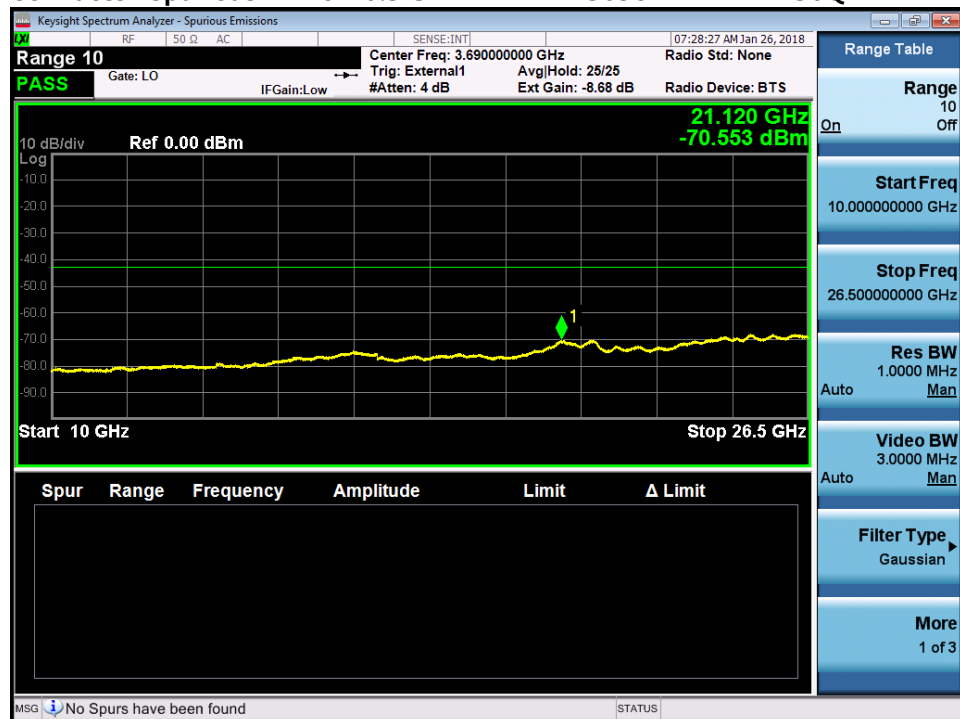 Keysight Spectrum Analyzer - Spurious Emissions
LXI RF 50 Ω AC SENSE:INT 07:28:27 AM Jan 26, 2018
Range 10
PASS
Gate: LO
IFGain:Low
Center Freq: 3.690000000 GHz
Trig: External1 Avg|Hold: 25/25
#Atten: 4 dB Ext Gain: -8.68 dB
Radio Std: None
Radio Device: BTS
21.120 GHz
-70.553 dBm
10 dB/div Ref 0.00 dBm
Log
-10.0
-20.0
-30.0
-40.0
-50.0
-60.0
-70.0
-80.0
-90.0
1
Start 10 GHz Stop 26.5 GHz
Spur Range Frequency Amplitude Limit Δ Limit
Range Table
Range
10
On Off
Start Freq
10.000000000 GHz
Stop Freq
26.500000000 GHz
Res BW
1.0000 MHz
Auto Man
Video BW
3.0000 MHz
Auto Man
Filter Type
Gaussian
More
1 of 3
MSG No Spurs have been found STATUS